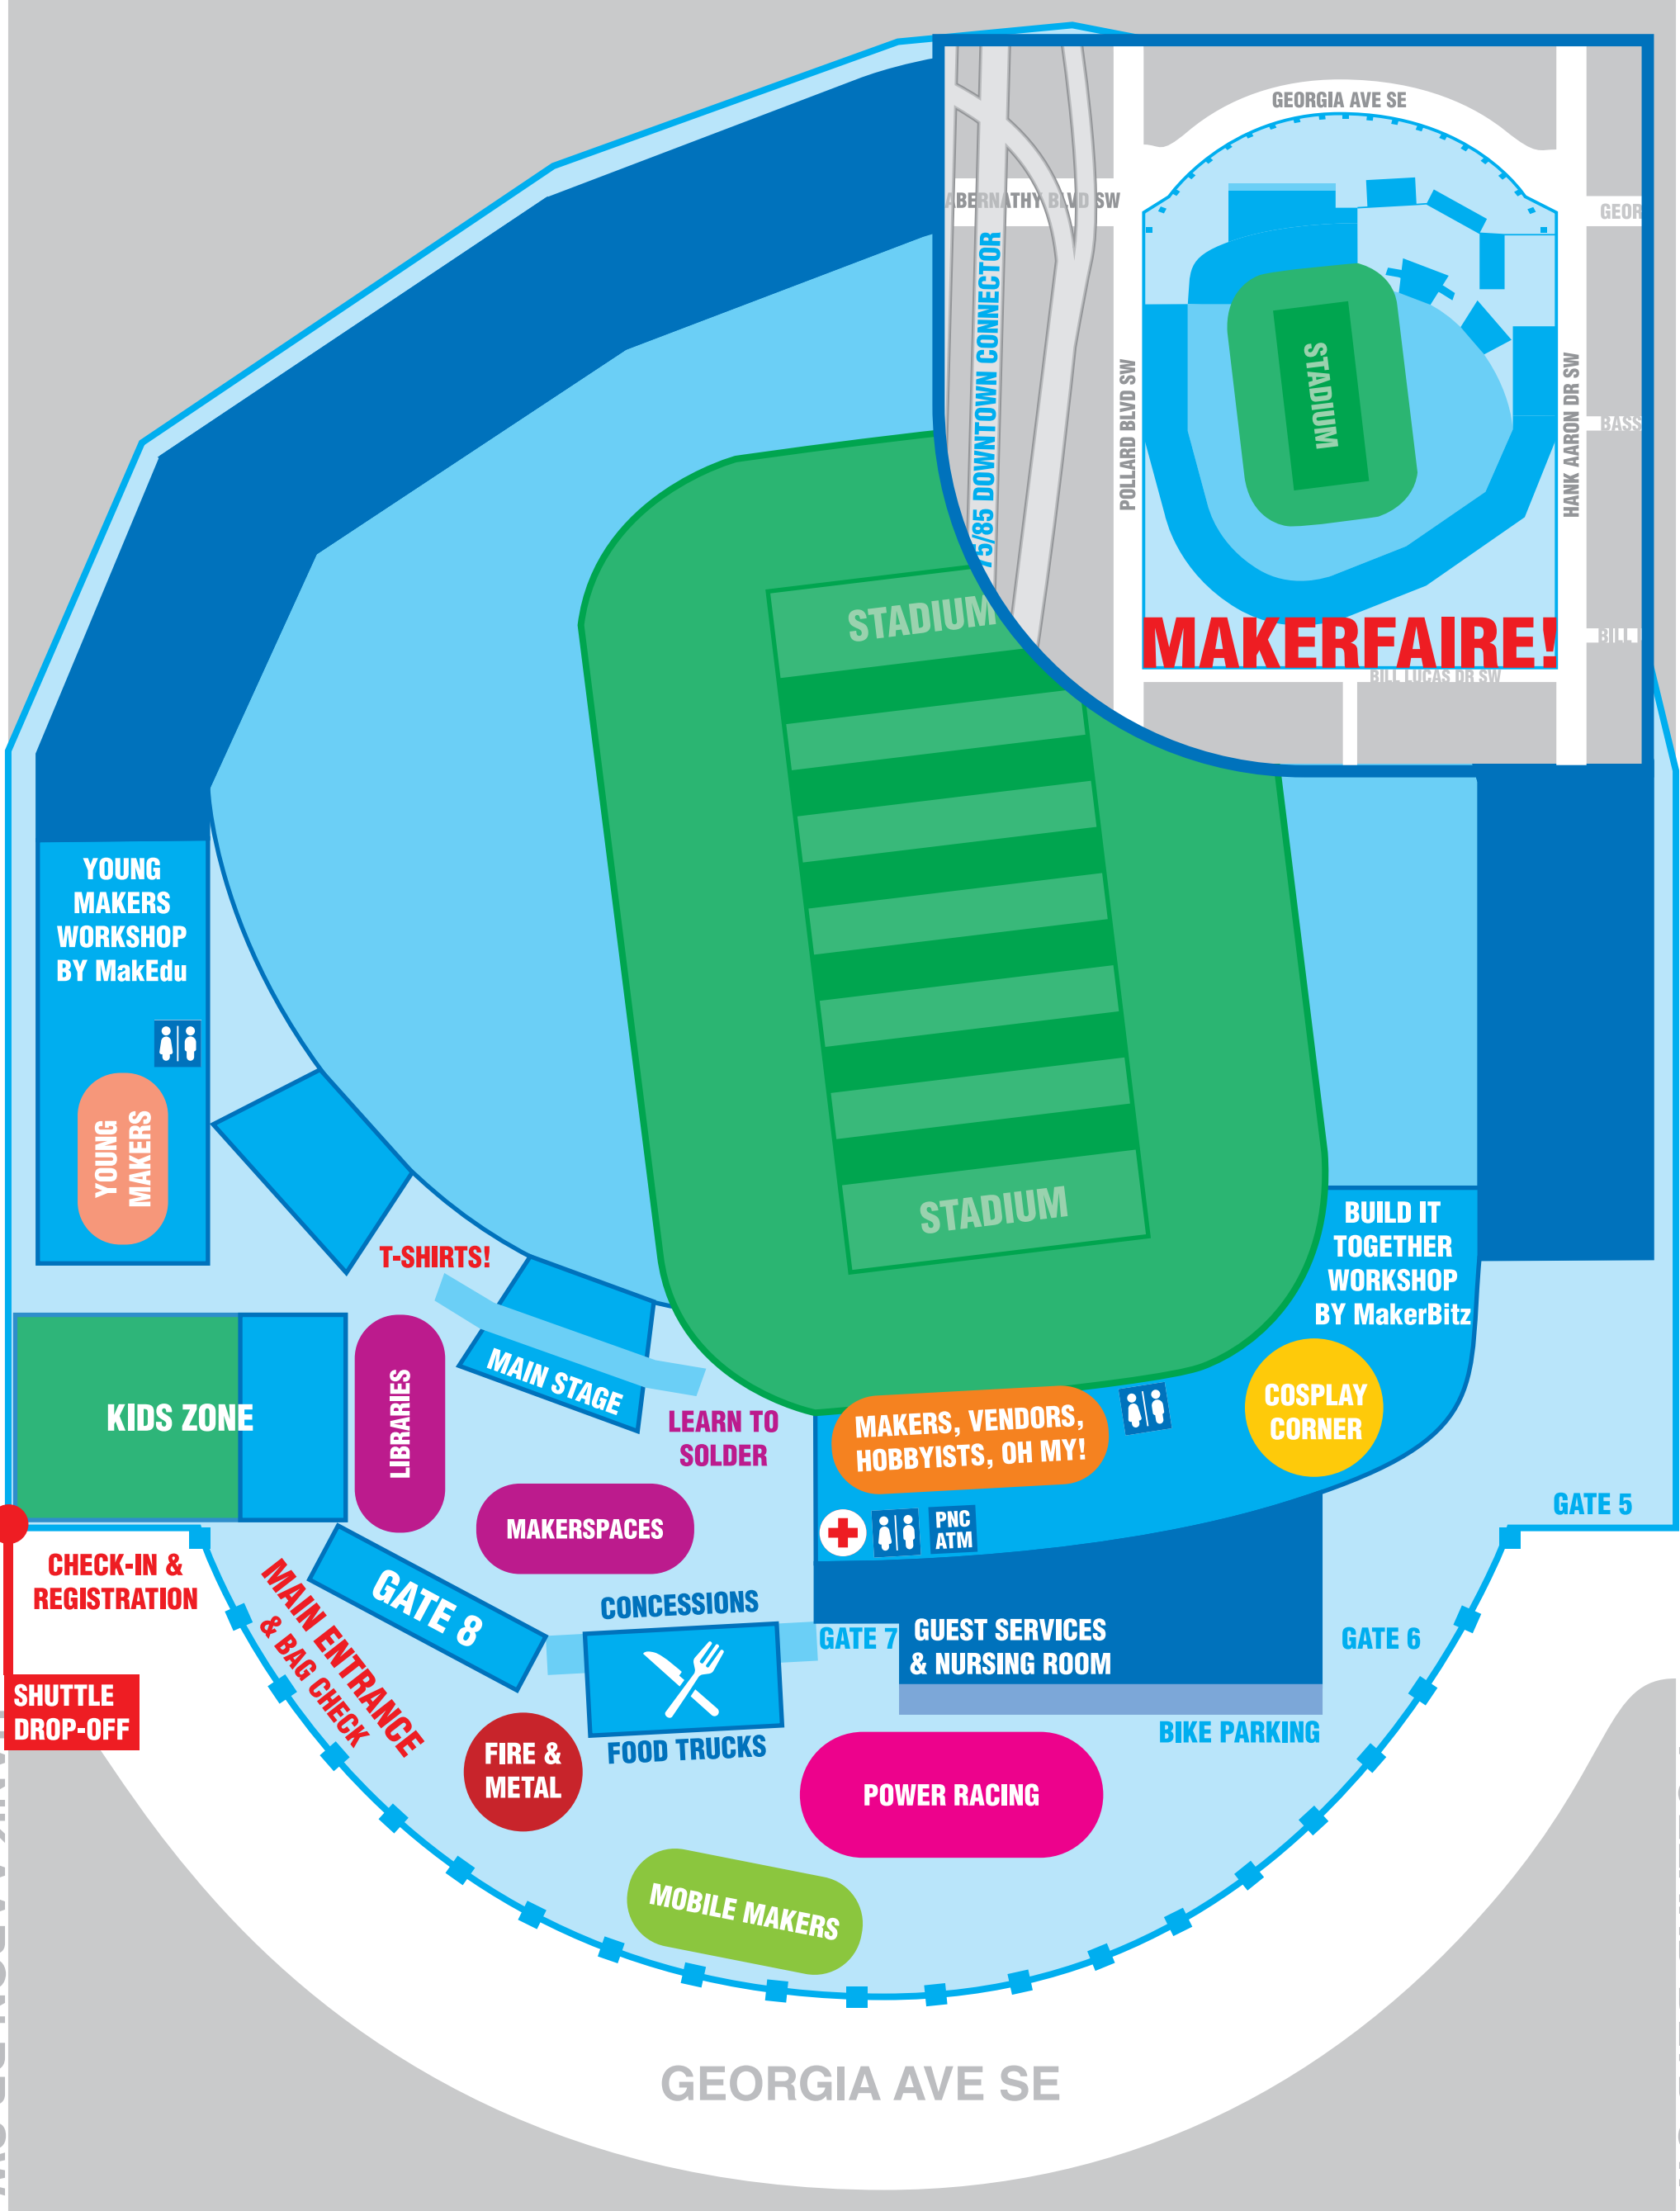 GEORGIA AVE SE
ABERNATHY BLVD SW
GEOR
75/85 DOWNTOWN CONNECTOR
POLLARD BLVD SW
STADIUM
HANK AARON DR SW
BASS
BILL
MAKERFAIRE!
BILL LUCAS DR SW
STADIUM
STADIUM
YOUNG
MAKERS
WORKSHOP
BY MakEdu
YOUNG
MAKERS
T-SHIRTS!
MAIN STAGE
KIDS ZONE
LIBRARIES
LEARN TO
SOLDER
MAKERSPACES
MAKERS, VENDORS,
HOBBYISTS, OH MY!
BUILD IT
TOGETHER
WORKSHOP
BY MakerBitz
COSPLAY
CORNER
PNC
ATM
GATE 5
CHECK-IN &
REGISTRATION
MAIN ENTRANCE
& BAG CHECK
GATE 8
CONCESSIONS
GATE 7
GUEST SERVICES
& NURSING ROOM
GATE 6
SHUTTLE
DROP-OFF
FIRE &
METAL
FOOD TRUCKS
BIKE PARKING
POWER RACING
MOBILE MAKERS
GEORGIA AVE SE